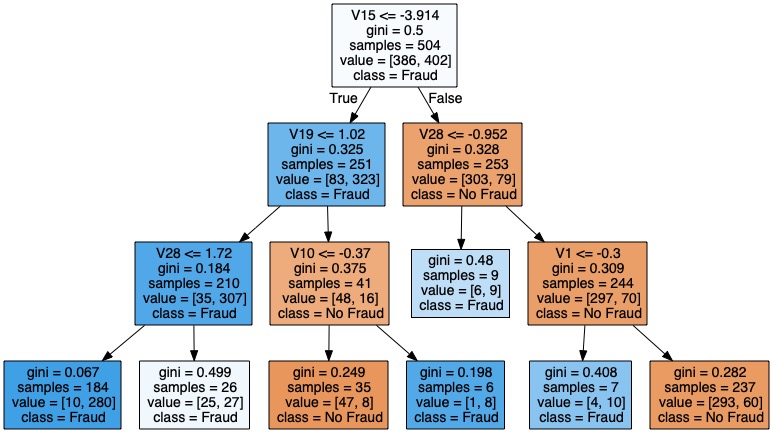 V15 <= -3.914
gini = 0.5
samples = 504
value = [386, 402]
class = Fraud
True
False
V19 <= 1.02
gini = 0.325
samples = 251
value = [83, 323]
class = Fraud
V28 <= -0.952
gini = 0.328
samples = 253
value = [303, 79]
class = No Fraud
V28 <= 1.72
gini = 0.184
samples = 210
value = [35, 307]
class = Fraud
V10 <= -0.37
gini = 0.375
samples = 41
value = [48, 16]
class = No Fraud
gini = 0.48
samples = 9
value = [6, 9]
class = Fraud
V1 <= -0.3
gini = 0.309
samples = 244
value = [297, 70]
class = No Fraud
gini = 0.067
samples = 184
value = [10, 280]
class = Fraud
gini = 0.499
samples = 26
value = [25, 27]
class = Fraud
gini = 0.249
samples = 35
value = [47, 8]
class = No Fraud
gini = 0.198
samples = 6
value = [1, 8]
class = Fraud
gini = 0.408
samples = 7
value = [4, 10]
class = Fraud
gini = 0.282
samples = 237
value = [293, 60]
class = No Fraud